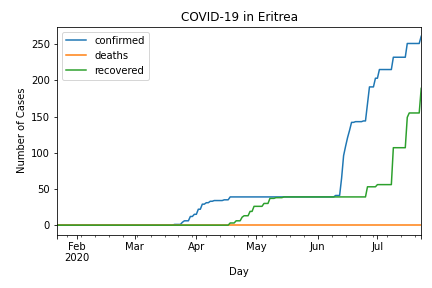 COVID-19 in Eritrea
confirmed
deaths
recovered
Number of Cases
250
200
150
100
50
0
Feb
2020
Mar
Apr
May
Jun
Jul
Day